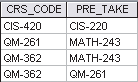 CRS_CODE PRE_TAKE
CIS-420 CIS-220
QM-261 MATH-243
QM-362 MATH-243
QM-362 QM-261